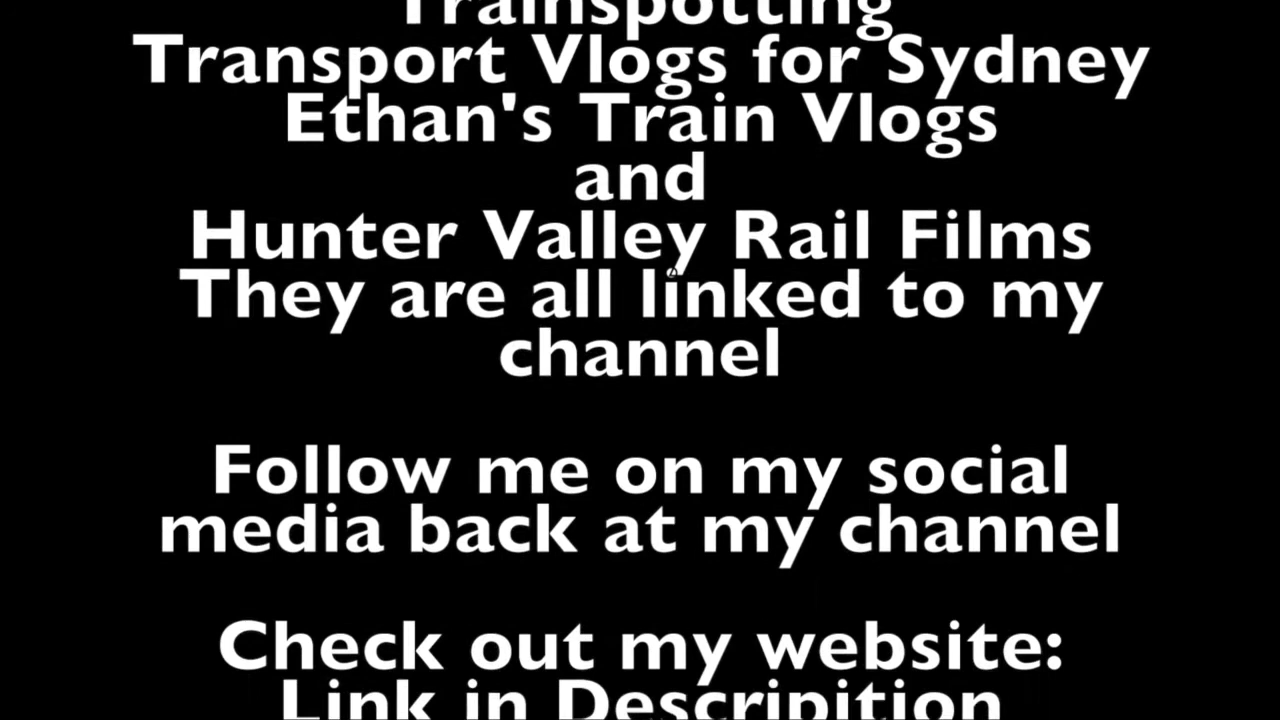 Trainspotting
Transport Vlogs for Sydney
Ethan's Train Vlogs
and
Hunter Valley Rail Films
They are all linked to my
channel
Follow me on my social
media back at my channel
Check out my website:
Link in Descripition